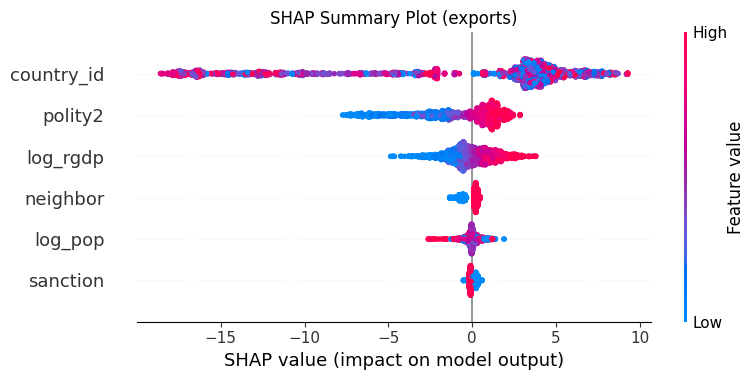 SHAP Summary Plot (exports)
High
country_id
polity2
log_rgdp
neighbor
log_pop
sanction
Feature value
Low
−15 −10 −5 0 5 10
SHAP value (impact on model output)